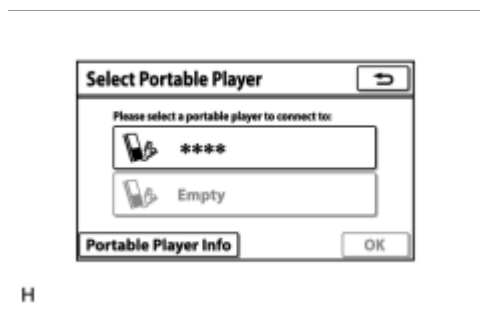 Select Portable Player
Please select a portable player to connect to:
****
Empty
Portable Player Info
OK
H